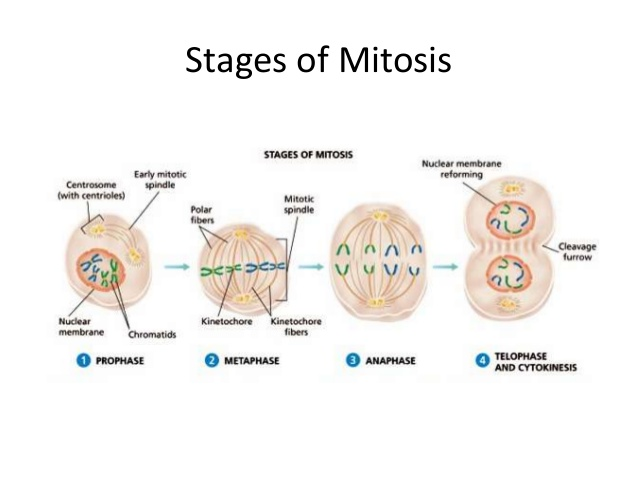 Stages of Mitosis
STAGES OF MITOSIS
Centrosome
(with centrioles)
Early mitotic
spindle
Nuclear
membrane
Chromatids
1 PROPHASE
Polar
fibers
Mitotic
spindle
Kinetochore
Kinetochore
fibers
2 METAPHASE
3 ANAPHASE
Nuclear membrane
reforming
Cleavage
furrow
4 TELOPHASE
AND CYTOKINESIS